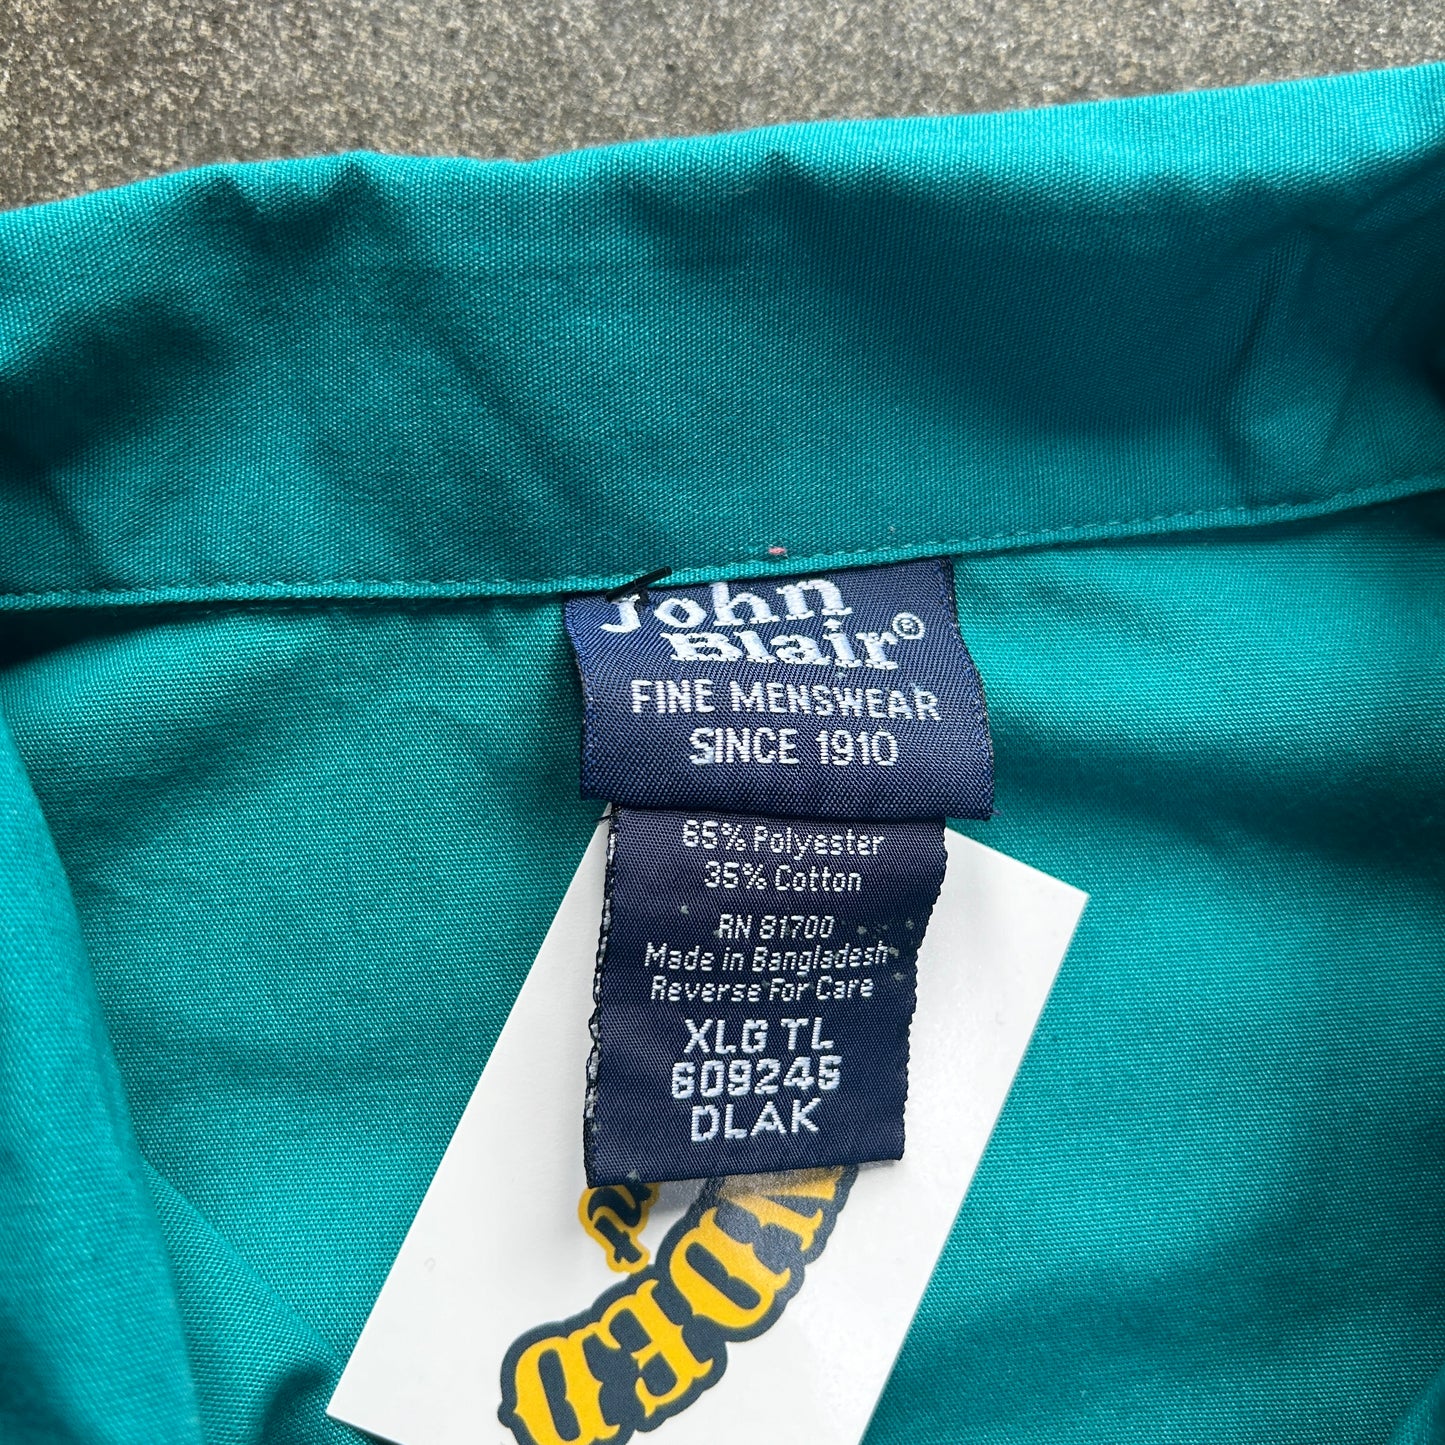 John
Blair®
FINE MENSWEAR
SINCE 1910
65% Polyester
35% Cotton
RN 81700
Made in Bangladesh
Reverse For Care
XLG TL
609245
DLAK